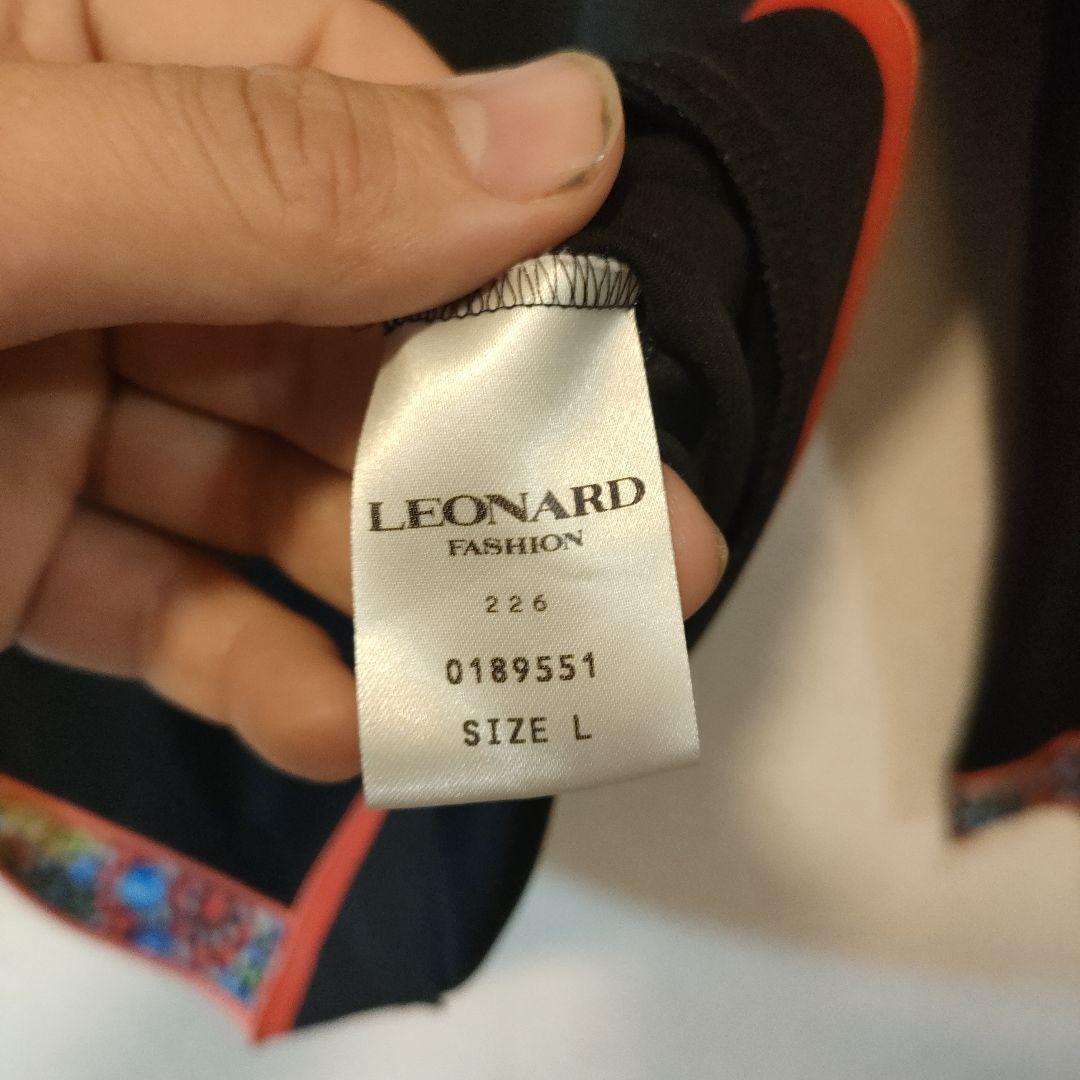 LEONARD
FASHION
226
0189551
SIZE L